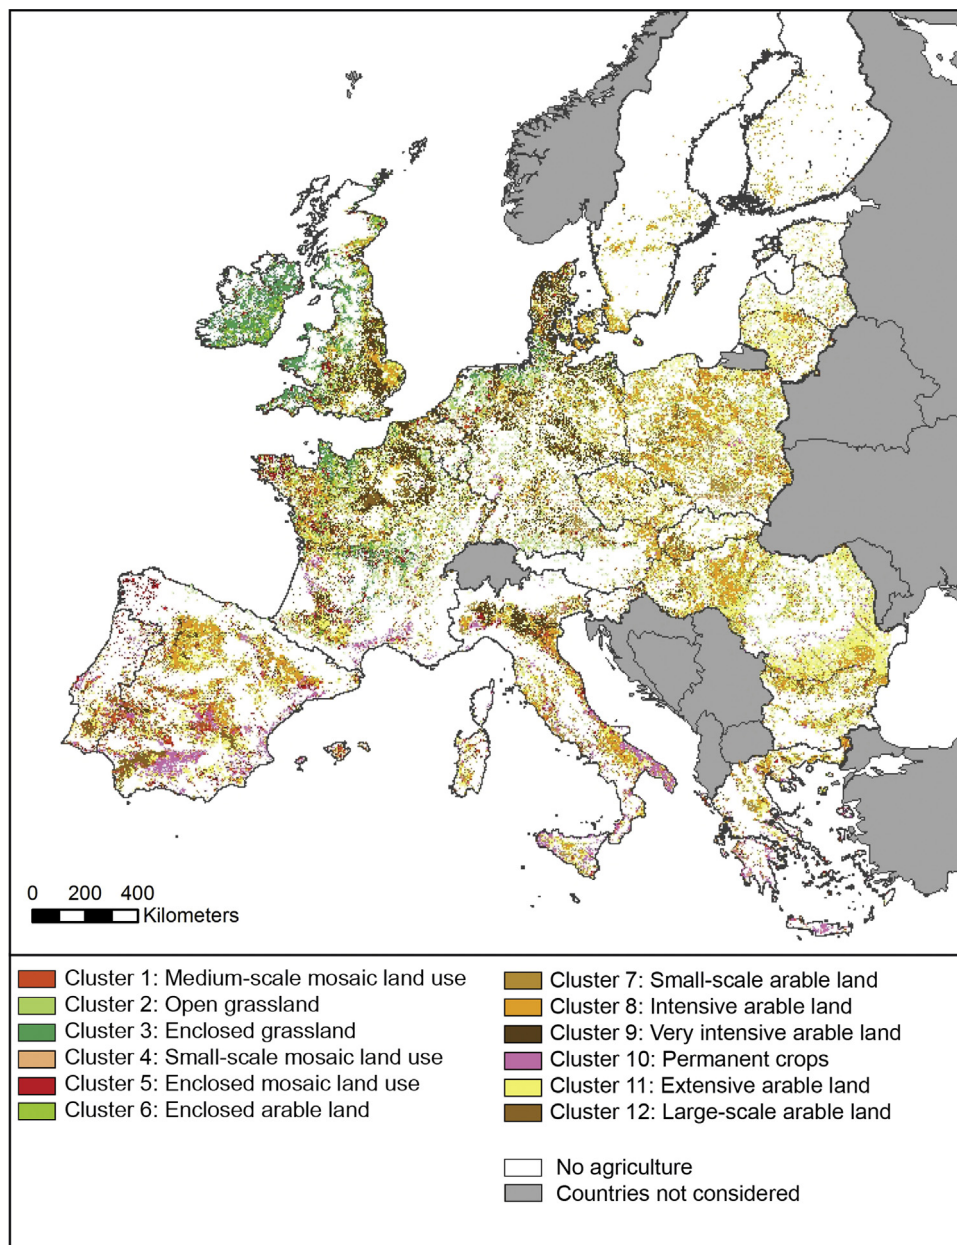 0 200 400
Kilometers
Cluster 1: Medium-scale mosaic land use
Cluster 2: Open grassland
Cluster 3: Enclosed grassland
Cluster 4: Small-scale mosaic land use
Cluster 5: Enclosed mosaic land use
Cluster 6: Enclosed arable land
Cluster 7: Small-scale arable land
Cluster 8: Intensive arable land
Cluster 9: Very intensive arable land
Cluster 10: Permanent crops
Cluster 11: Extensive arable land
Cluster 12: Large-scale arable land
No agriculture
Countries not considered